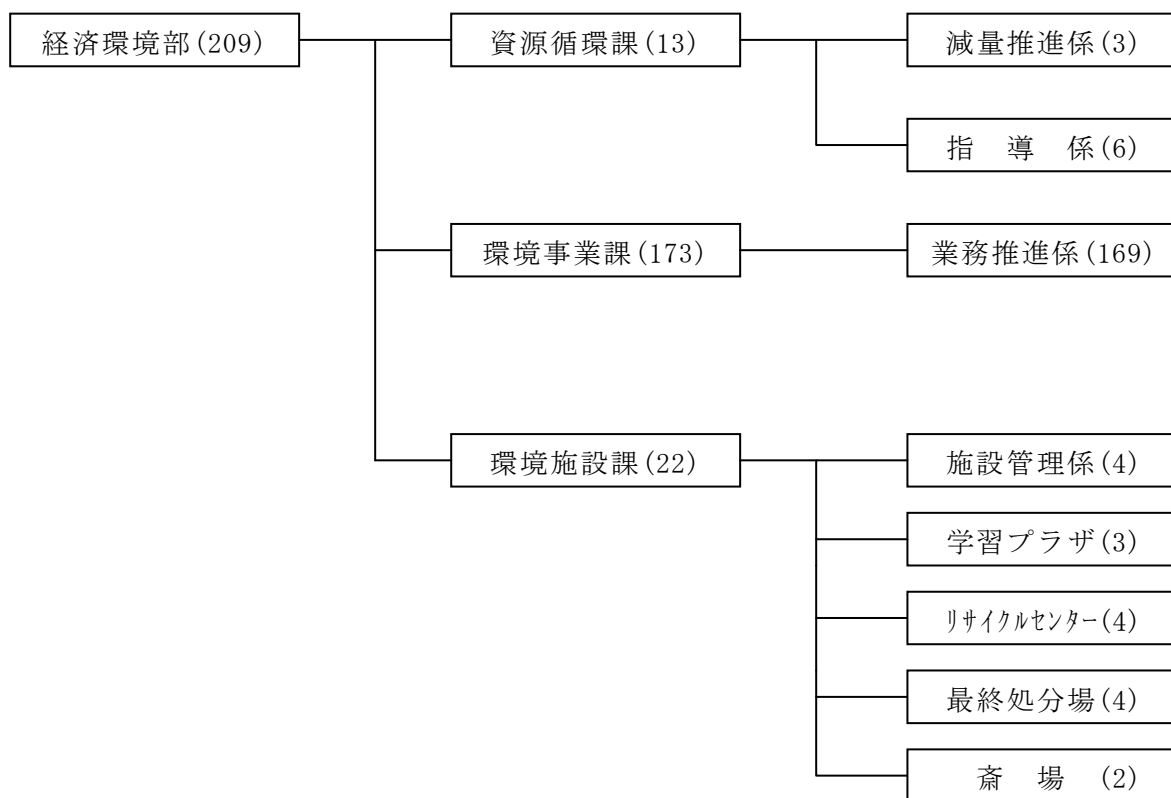 経済環境部(209)
資源循環課(13)
減量推進係(3)
指　導　係(6)
環境事業課(173)
業務推進係(169)
環境施設課(22)
施設管理係(4)
学習プラザ(3)
ﾘｻｲｸﾙｾﾝﾀｰ(4)
最終処分場(4)
斎　場　(2)